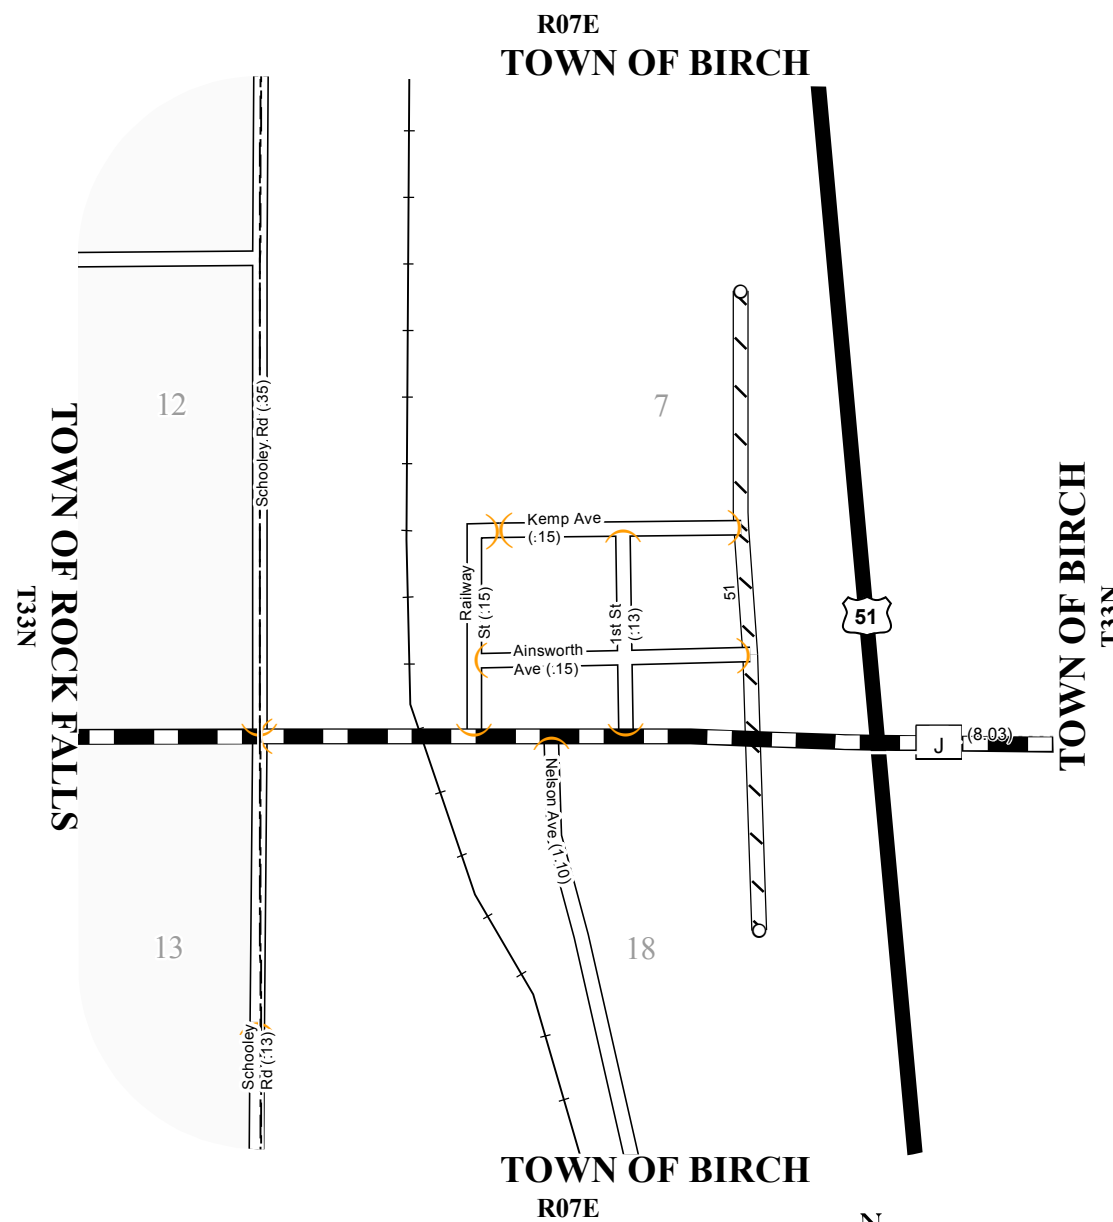 R07E
TOWN OF BIRCH
12
7
Schooley Rd (.35)
TOWN OF ROCK FALLS
T33N
Kemp Ave
(.15)
Railway
St (.15)
1st St
(.13)
Ainsworth
Ave (.15)
51
51
TOWN OF BIRCH
T33N
J
(8.03)
Nelson Ave (1.10)
13
18
Schooley
Rd (.13)
TOWN OF BIRCH
R07E
N